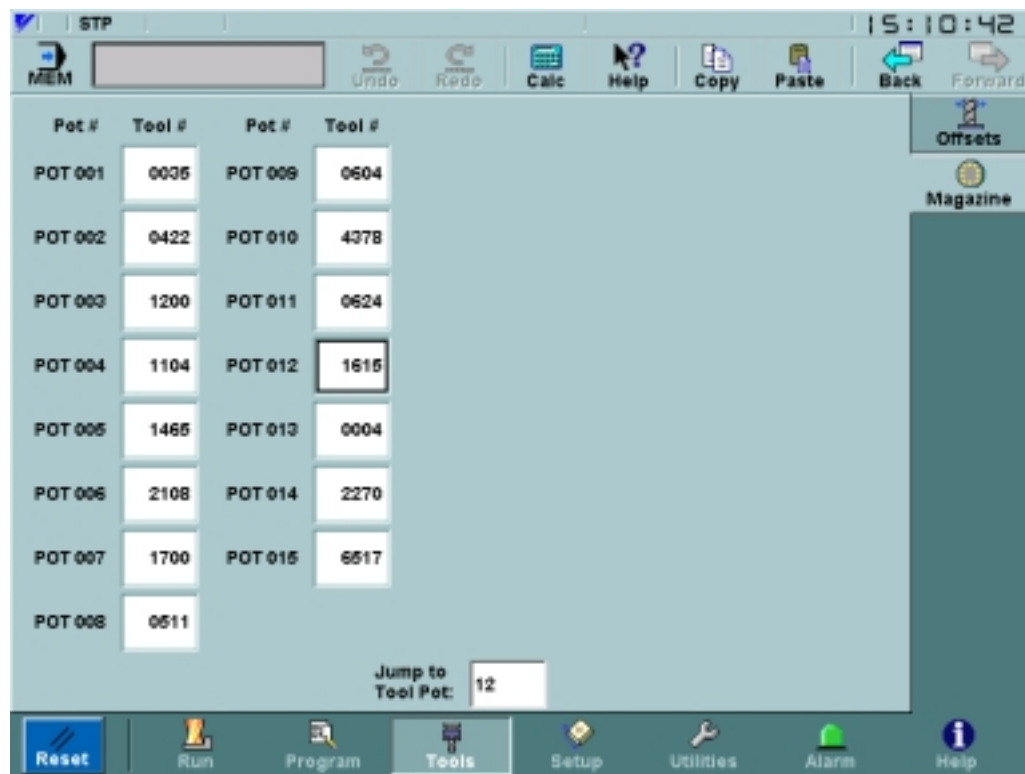 STP 15:10:42
MEM Undo Redo Calc Help Copy Paste Back Forward
Offsets
Magazine
Pot # Tool # Pot # Tool #
POT 001 0035 POT 009 0604
POT 002 0422 POT 010 4378
POT 003 1200 POT 011 0624
POT 004 1104 POT 012 1615
POT 005 1465 POT 013 0004
POT 006 2108 POT 014 2270
POT 007 1700 POT 015 6517
POT 008 0511
Jump to
Tool Pot: 12
Reset Run Program Tools Setup Utilities Alarm Help